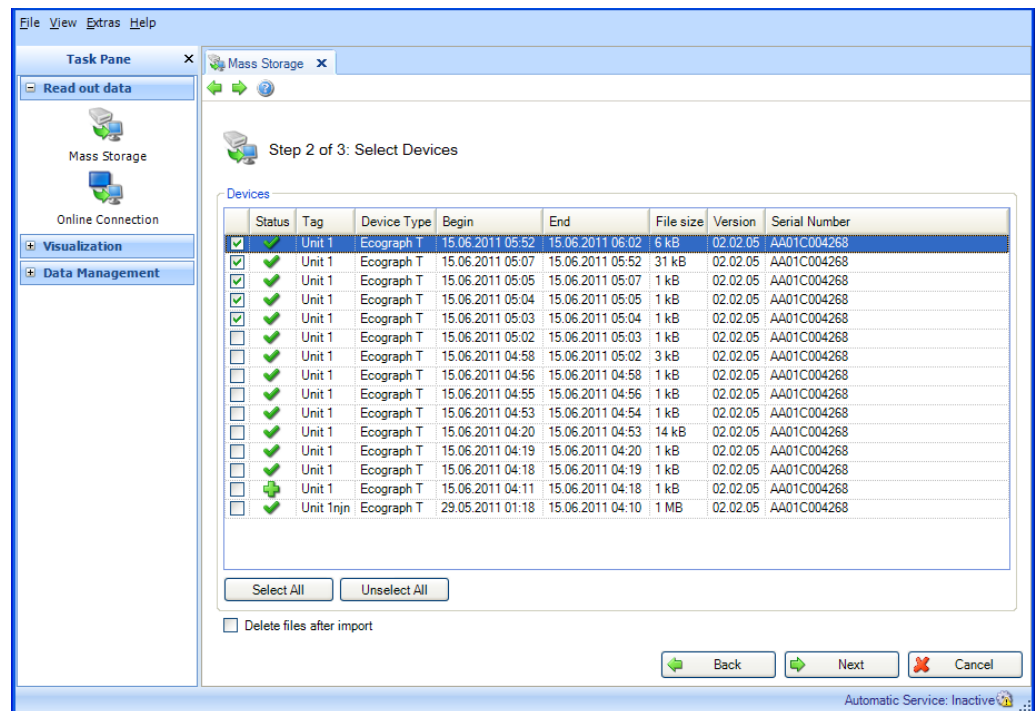 File View Extras Help
Task Pane
Mass Storage
Read out data
Mass Storage
Online Connection
Visualization
Data Management
Step 2 of 3: Select Devices
Devices
Status Tag Device Type Begin End File size Version Serial Number
Unit 1 Ecograph T 15.06.2011 05:52 15.06.2011 06:02 6 kB 02.02.05 AA01C004268
Unit 1 Ecograph T 15.06.2011 05:07 15.06.2011 05:52 31 kB 02.02.05 AA01C004268
Unit 1 Ecograph T 15.06.2011 05:05 15.06.2011 05:07 1 kB 02.02.05 AA01C004268
Unit 1 Ecograph T 15.06.2011 05:04 15.06.2011 05:05 1 kB 02.02.05 AA01C004268
Unit 1 Ecograph T 15.06.2011 05:03 15.06.2011 05:04 1 kB 02.02.05 AA01C004268
Unit 1 Ecograph T 15.06.2011 05:02 15.06.2011 05:03 1 kB 02.02.05 AA01C004268
Unit 1 Ecograph T 15.06.2011 04:58 15.06.2011 05:02 3 kB 02.02.05 AA01C004268
Unit 1 Ecograph T 15.06.2011 04:56 15.06.2011 04:58 1 kB 02.02.05 AA01C004268
Unit 1 Ecograph T 15.06.2011 04:55 15.06.2011 04:56 1 kB 02.02.05 AA01C004268
Unit 1 Ecograph T 15.06.2011 04:53 15.06.2011 04:54 1 kB 02.02.05 AA01C004268
Unit 1 Ecograph T 15.06.2011 04:20 15.06.2011 04:53 14 kB 02.02.05 AA01C004268
Unit 1 Ecograph T 15.06.2011 04:19 15.06.2011 04:20 1 kB 02.02.05 AA01C004268
Unit 1 Ecograph T 15.06.2011 04:18 15.06.2011 04:19 1 kB 02.02.05 AA01C004268
Unit 1 Ecograph T 15.06.2011 04:11 15.06.2011 04:18 1 kB 02.02.05 AA01C004268
Unit 1njn Ecograph T 29.05.2011 01:18 15.06.2011 04:10 1 MB 02.02.05 AA01C004268
Select All Unselect All
Delete files after import
Back Next Cancel
Automatic Service: Inactive